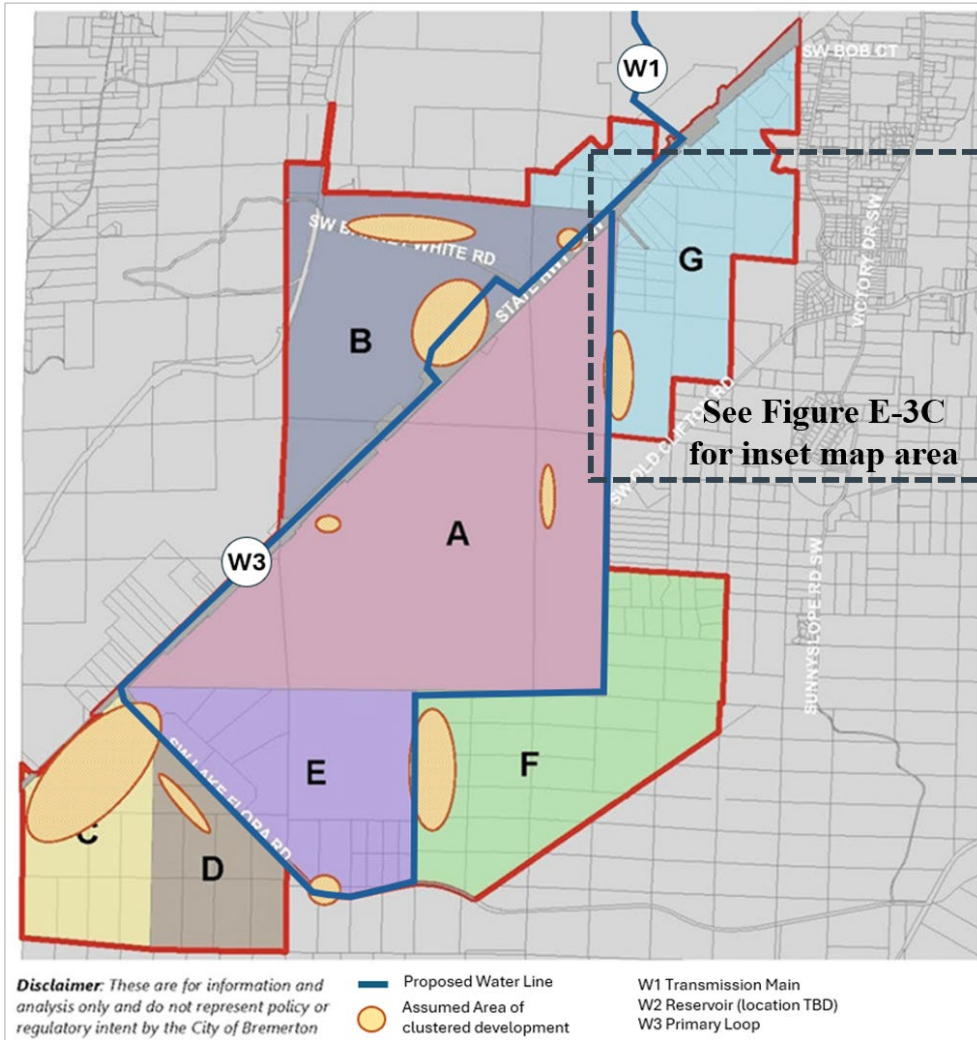 SW BOB CT
W1
VICTORY DR SW
SW WHITE RD
STATE
G
B
See Figure E-3C
for inset map area
SW OLD CLIFTON RD
A
W3
SUNNYSLOPE RD SW
SW LAKE FLORA RD
E
F
C
D
Disclaimer: These are for information and
analysis only and do not represent policy or
regulatory intent by the City of Bremerton
Proposed Water Line
Assumed Area of
clustered development
W1 Transmission Main
W2 Reservoir (location TBD)
W3 Primary Loop